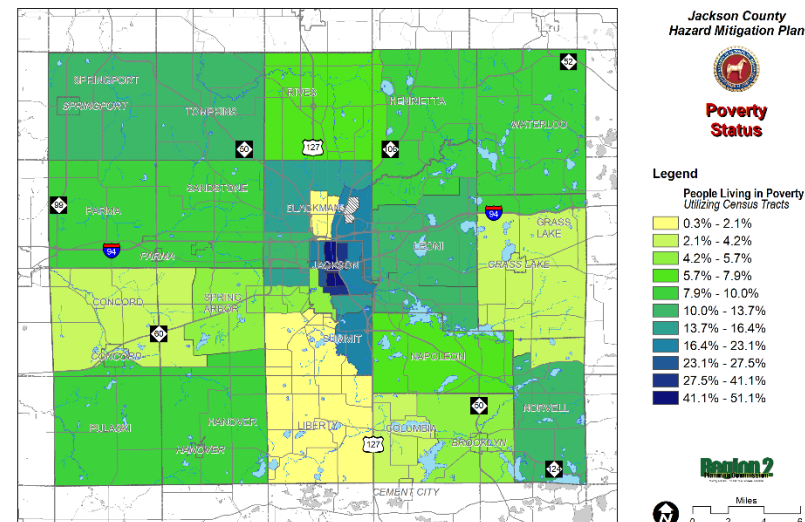 Jackson County
Hazard Mitigation Plan
Poverty
Status
Legend
People Living in Poverty
Utilizing Census Tracts
0.3% - 2.1%
2.1% - 4.2%
4.2% - 5.7%
5.7% - 7.9%
7.9% - 10.0%
10.0% - 13.7%
13.7% - 16.4%
16.4% - 23.1%
23.1% - 27.5%
27.5% - 41.1%
41.1% - 51.1%
Region 2
Miles
N
0 2 4 6
52
SPRINGPORT
SPRINGPORT
TOMPKINS
RIVES
HENRIETTA
WATERLOO
50
127
106
SANDSTONE
99
PARMA
BLACKMAN
94
GRASS
LAKE
94
PARMA
JACKSON
LEONI
GRASS LAKE
CONCORD
SPRING
ARBOR
60
CONCORD
SUMMIT
NAPOLEON
50
NORVELL
PULASKI
HANOVER
HANOVER
LIBERTY
COLUMBIA
127
BROOKLYN
124
CEMENT CITY